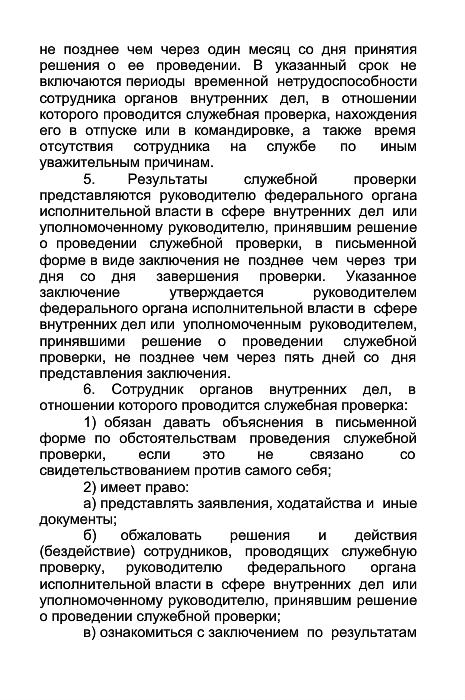 не позднее чем через один месяц со дня принятия
решения о ее проведении. В указанный срок не
включаются периоды временной нетрудоспособности
сотрудника органов внутренних дел, в отношении
которого проводится служебная проверка, нахождения
его в отпуске или в командировке, а также время
отсутствия сотрудника на службе по иным
уважительным причинам.
5. Результаты служебной проверки
представляются руководителю федерального органа
исполнительной власти в сфере внутренних дел или
уполномоченному руководителю, принявшим решение
о проведении служебной проверки, в письменной
форме в виде заключения не позднее чем через три
дня со дня завершения проверки. Указанное
заключение утверждается руководителем
федерального органа исполнительной власти в сфере
внутренних дел или уполномоченным руководителем,
принявшими решение о проведении служебной
проверки, не позднее чем через пять дней со дня
представления заключения.
6. Сотрудник органов внутренних дел, в
отношении которого проводится служебная проверка:
1) обязан давать объяснения в письменной
форме по обстоятельствам проведения служебной
проверки, если это не связано со
свидетельствованием против самого себя;
2) имеет право:
а) представлять заявления, ходатайства и иные
документы;
б) обжаловать решения и действия
(бездействие) сотрудников, проводящих служебную
проверку, руководителю федерального органа
исполнительной власти в сфере внутренних дел или
уполномоченному руководителю, принявшим решение
о проведении служебной проверки;
в) ознакомиться с заключением по результатам